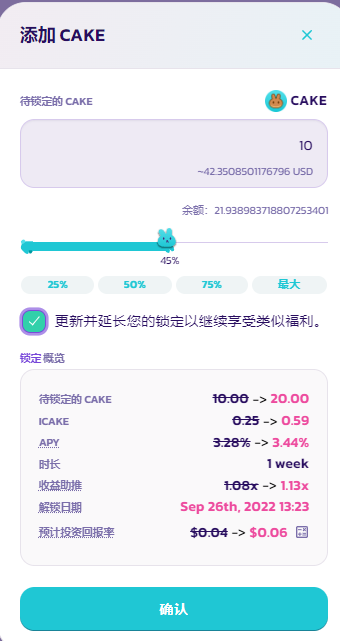 添加 CAKE
待锁定的 CAKE
CAKE
10
~42.3508501176796 USD
余额：21.938983718807253401
45%
25% 50% 75% 最大
更新并延长您的锁定以继续享受类似福利。
锁定概览
待锁定的 CAKE 10.00 -> 20.00
ICAKE 0.25 -> 0.59
APY 3.28% -> 3.44%
时长 1 week
收益助推 1.08x -> 1.13x
解锁日期 Sep 26th, 2022 13:23
预计投资回报率 $0.04 -> $0.06
确认